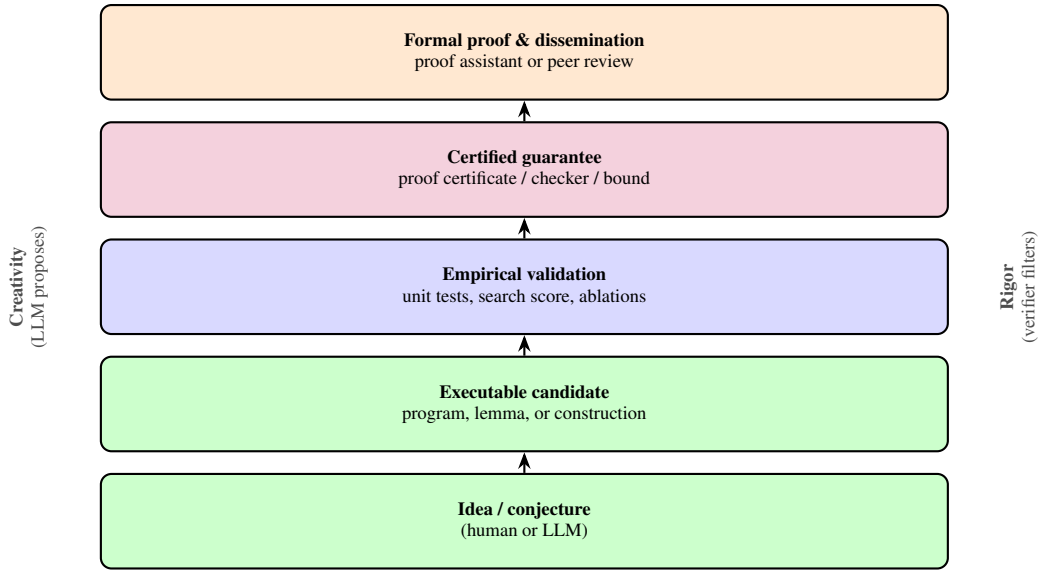 Formal proof & dissemination
proof assistant or peer review
Certified guarantee
proof certificate / checker / bound
Creativity
(LLM proposes)
Empirical validation
unit tests, search score, ablations
Rigor
(verifier filters)
Executable candidate
program, lemma, or construction
Idea / conjecture
(human or LLM)